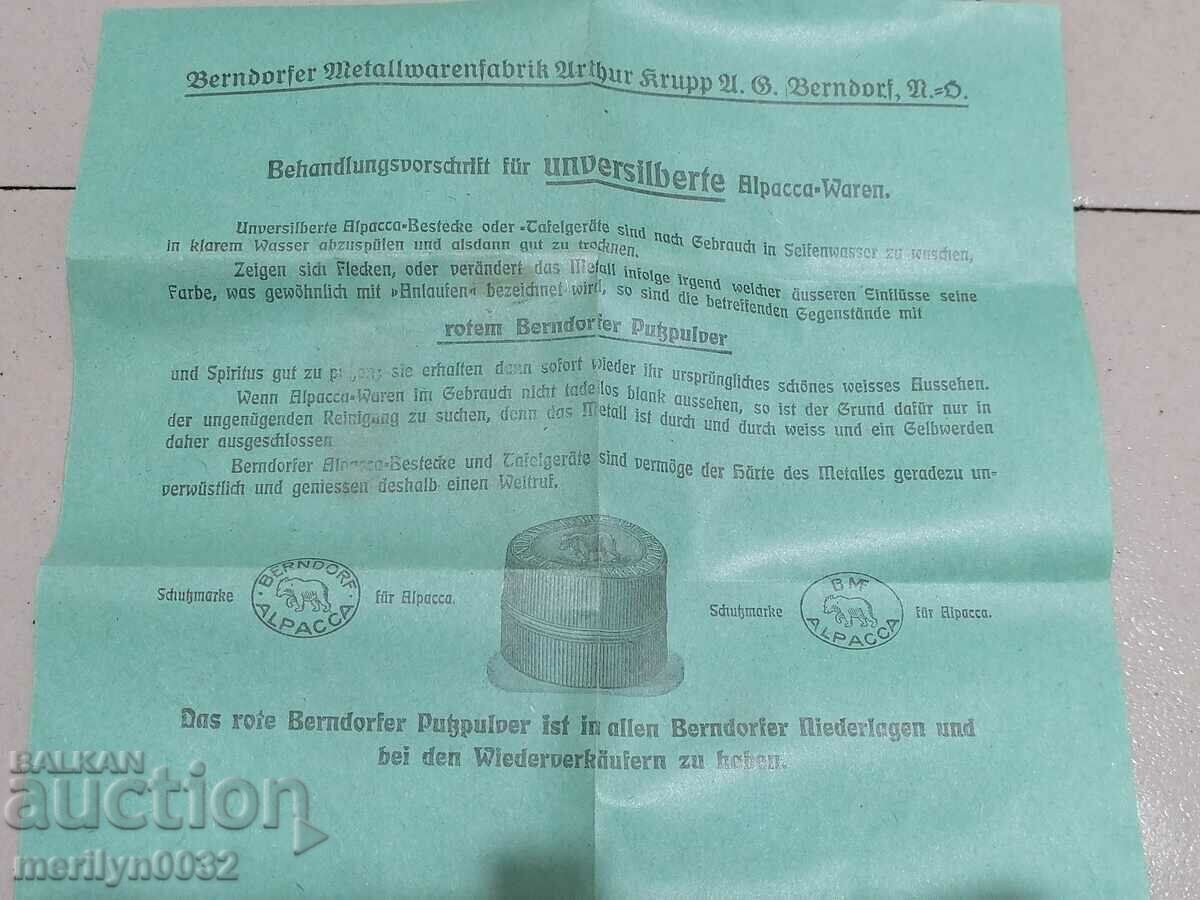 Berndorfer Metallwarenfabrik Arthur Krupp A. G. Berndorf, N.=Ö.
Behandlungsvorschrift für unversilberte Alpacca-Waren.
Unversilberte Alpacca-Bestecke oder -Tafelgeräte sind nach Gebrauch in Seifenwasser zu waschen,
in klarem Wasser abzuspülen und alsdann gut zu trocknen.
Zeigen sich Flecken, oder verändert das Metall infolge irgend welcher äusseren Einflüsse seine
Farbe, was gewöhnlich mit »Anlaufen« bezeichnet wird, so sind die betreffenden Gegenstände mit
rotem Berndorfer Putzpulver
und Spiritus gut zu putzen; sie erhalten dann sofort wieder ihr ursprüngliches schönes weisses Aussehen.
Wenn Alpacca-Waren im Gebrauch nicht tadellos blank aussehen, so ist der Grund dafür nur in
der ungenügenden Reinigung zu suchen, denn das Metall ist durch und durch weiss und ein Gelbwerden
daher ausgeschlossen
Berndorfer Alpacca-Bestecke und Tafelgeräte sind vermöge der Härte des Metalles geradezu un=
verwüstlich und geniessen deshalb einen Weltruf.
Schutzmarke BERNDORF ALPACCA für Alpacca.
Schutzmarke B M F ALPACCA für Alpacca.
Das rote Berndorfer Putzpulver ist in allen Berndorfer Niederlagen und
bei den Wiederverkäufern zu haben.
BALKAN
auction
merilyn0032